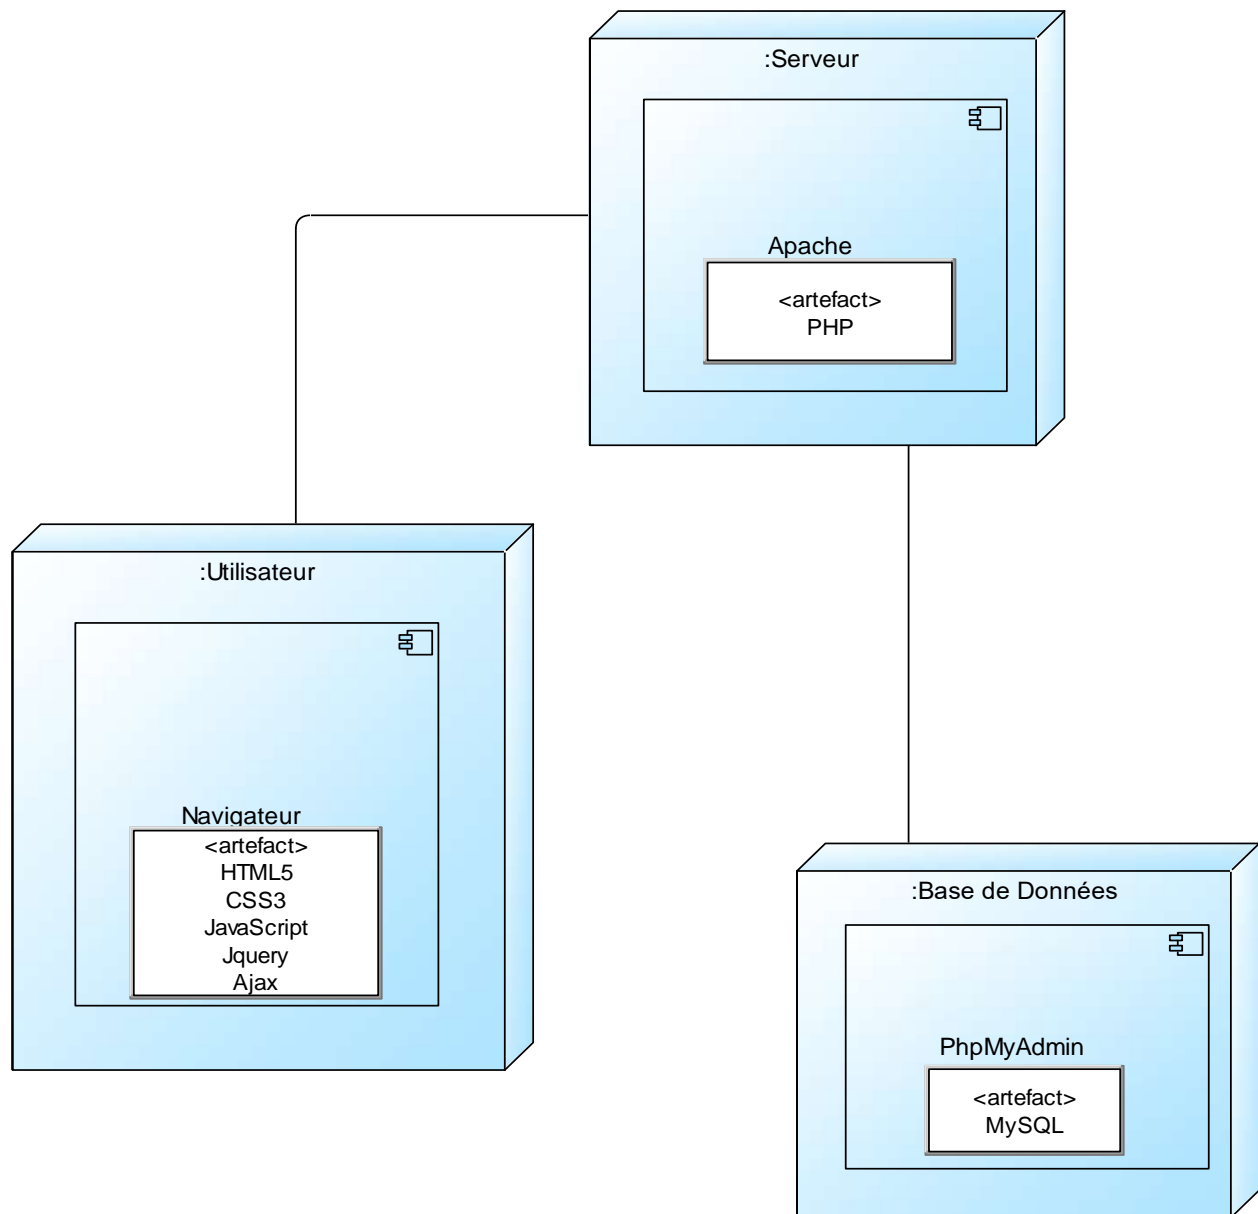 :Serveur
Apache
<artefact>
PHP
:Utilisateur
Navigateur
<artefact>
HTML5
CSS3
JavaScript
Jquery
Ajax
:Base de Données
PhpMyAdmin
<artefact>
MySQL